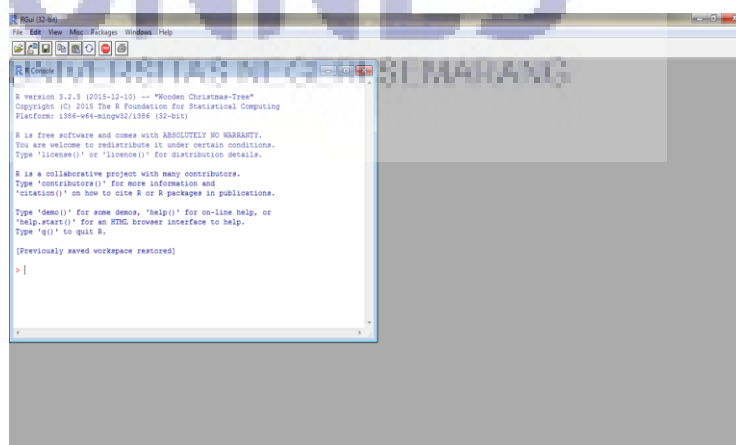 UNNES
RGui (32-bit)
File Edit View Misc Packages Windows Help
UNIVERSITAS NEGERI SEMARANG
R Console
R version 3.2.3 (2015-12-10) -- "Wooden Christmas-Tree"
Copyright (C) 2015 The R Foundation for Statistical Computing
Platform: i386-w64-mingw32/i386 (32-bit)
R is free software and comes with ABSOLUTELY NO WARRANTY.
You are welcome to redistribute it under certain conditions.
Type 'license()' or 'licence()' for distribution details.
R is a collaborative project with many contributors.
Type 'contributors()' for more information and
'citation()' on how to cite R or R packages in publications.
Type 'demo()' for some demos, 'help()' for on-line help, or
'help.start()' for an HTML browser interface to help.
Type 'q()' to quit R.
[Previously saved workspace restored]
>